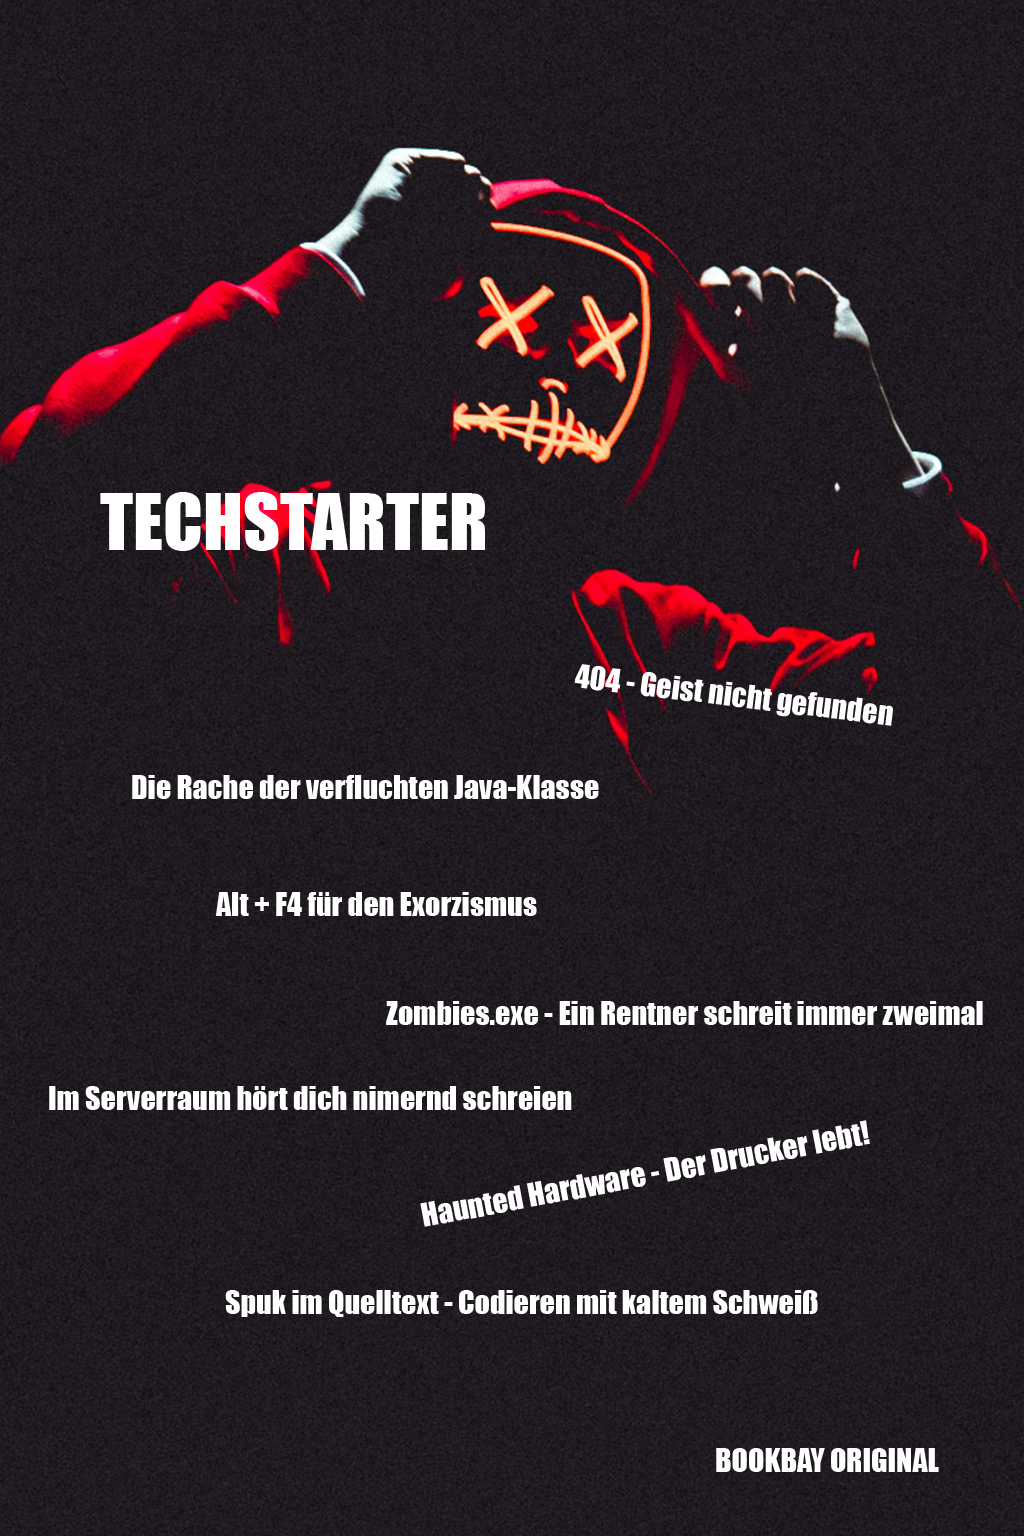 TECHSTARTER
404 - Geist nicht gefunden
Die Rache der verfluchten Java-Klasse
Alt + F4 für den Exorzismus
Zombies.exe - Ein Rentner schreit immer zweimal
Im Serverraum hört dich nimernd schreien
Haunted Hardware - Der Drucker lebt!
Spuk im Quelltext - Codieren mit kaltem Schweiß
BOOKBAY ORIGINAL